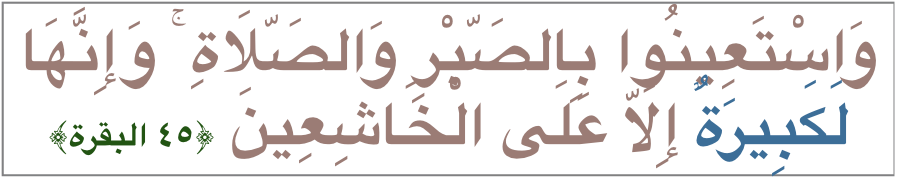 وَاسْتَعِينُوا بِالصَّبْرِ وَالصَّلَاةِ ۚ وَإِنَّهَا
لَكَبِيرَةٌ إِلَّا عَلَى الْخَاشِعِينَ ﴿٤٥ البقرة﴾